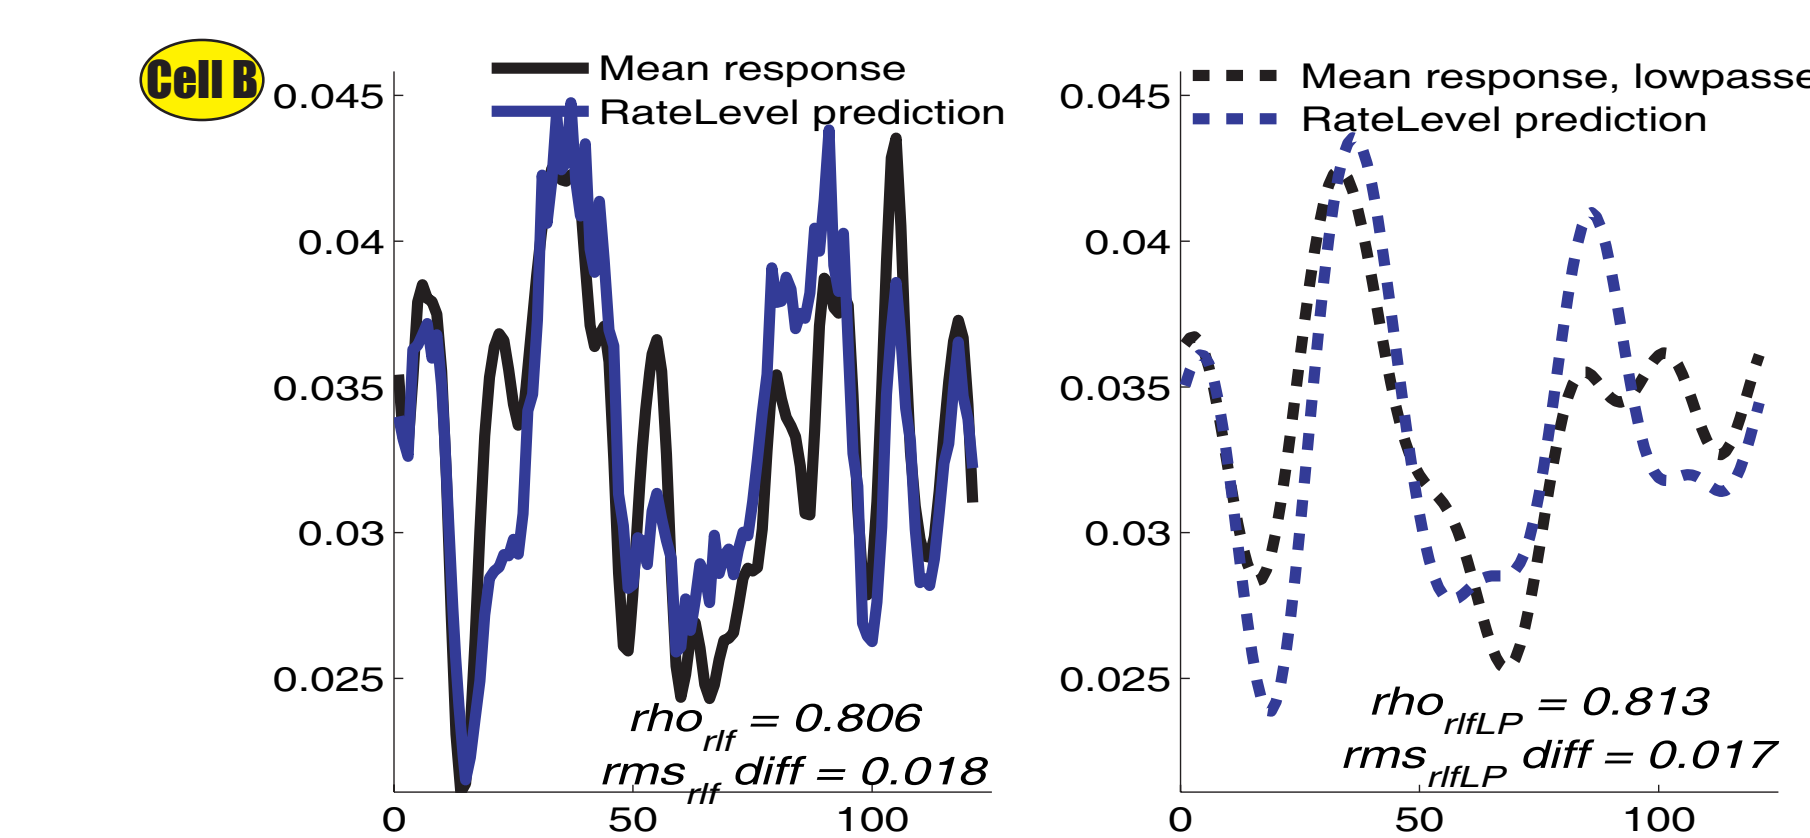 Cell B
Mean response
RateLevel prediction
0.045
0.04
0.035
0.03
0.025
rho_rlf = 0.806
rms_rlf diff = 0.018
0 50 100
Mean response, lowpasse
RateLevel prediction
0.045
0.04
0.035
0.03
0.025
rho_rlfLP = 0.813
rms_rlfLP diff = 0.017
0 50 100